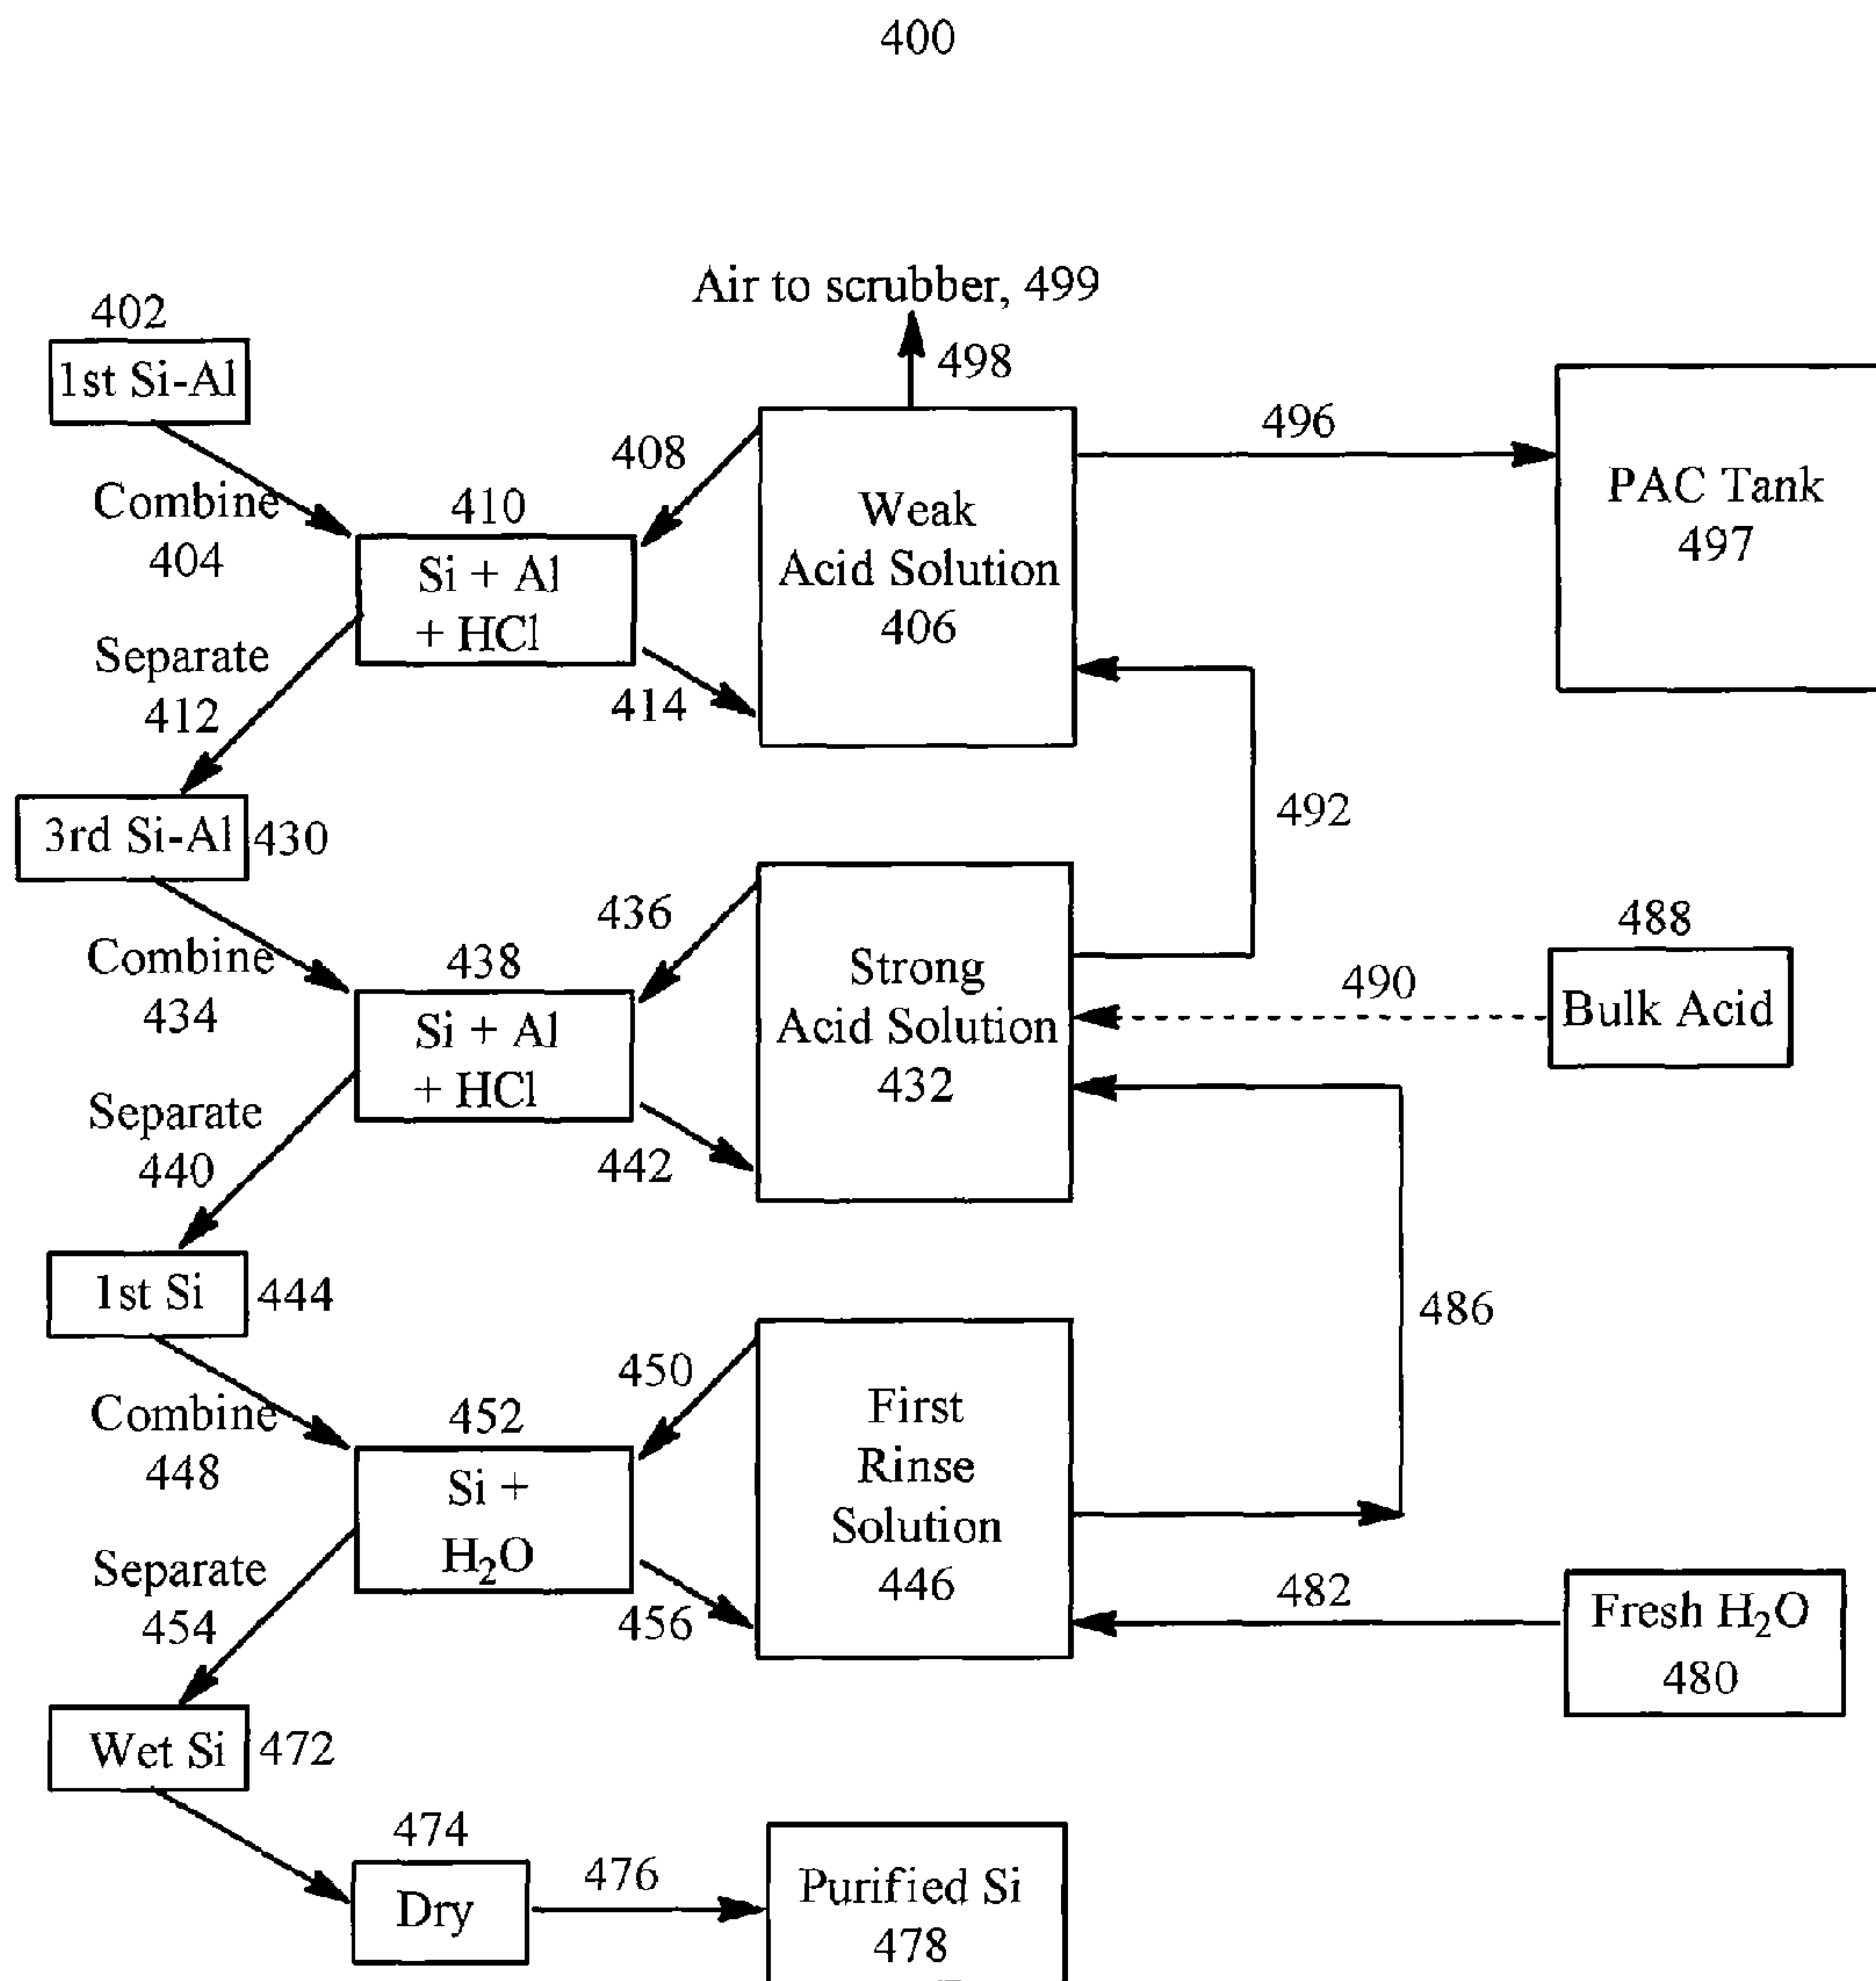 400
Air to scrubber, 499
498
402
1st Si-Al
Combine
404
408
410
Si + Al
+ HCl
Weak
Acid Solution
406
496
PAC Tank
497
Separate
412
414
492
3rd Si-Al
430
Combine
434
436
438
Si + Al
+ HCl
Strong
Acid Solution
432
490
488
Bulk Acid
Separate
440
442
486
1st Si
444
Combine
448
450
452
Si +
H₂O
First
Rinse
Solution
446
482
Fresh H₂O
480
Separate
454
456
Wet Si
472
474
Dry
476
Purified Si
478